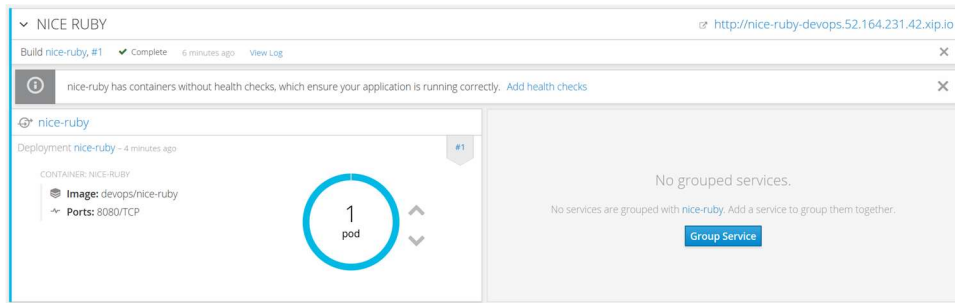 NICE RUBY
http://nice-ruby-devops.52.164.231.42.xip.io
Build nice-ruby, #1 Complete 6 minutes ago View Log
nice-ruby has containers without health checks, which ensure your application is running correctly. Add health checks
nice-ruby
Deployment nice-ruby – 4 minutes ago
#1
CONTAINER: NICE-RUBY
Image: devops/nice-ruby
Ports: 8080/TCP
1
pod
No grouped services.
No services are grouped with nice-ruby. Add a service to group them together.
Group Service